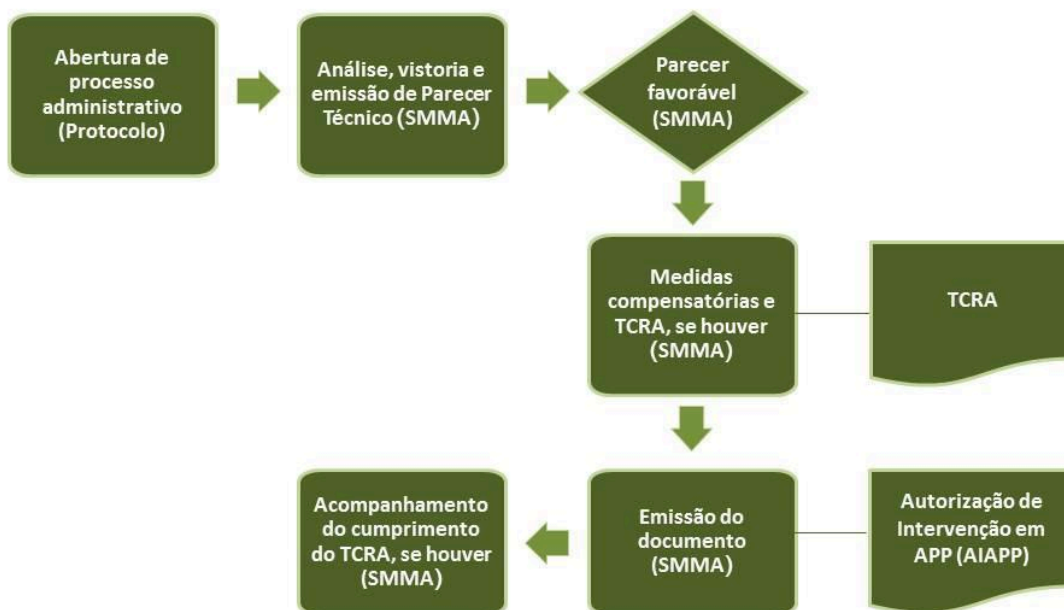 Abertura de
processo
administrativo
(Protocolo)
Análise, vistoria e
emissão de Parecer
Técnico (SMMA)
Parecer
favorável
(SMMA)
Medidas
compensatórias e
TCRA, se houver
(SMMA)
TCRA
Emissão do
documento
(SMMA)
Autorização de
Intervenção em
APP (AIAPP)
Acompanhamento
do cumprimento
do TCRA, se houver
(SMMA)